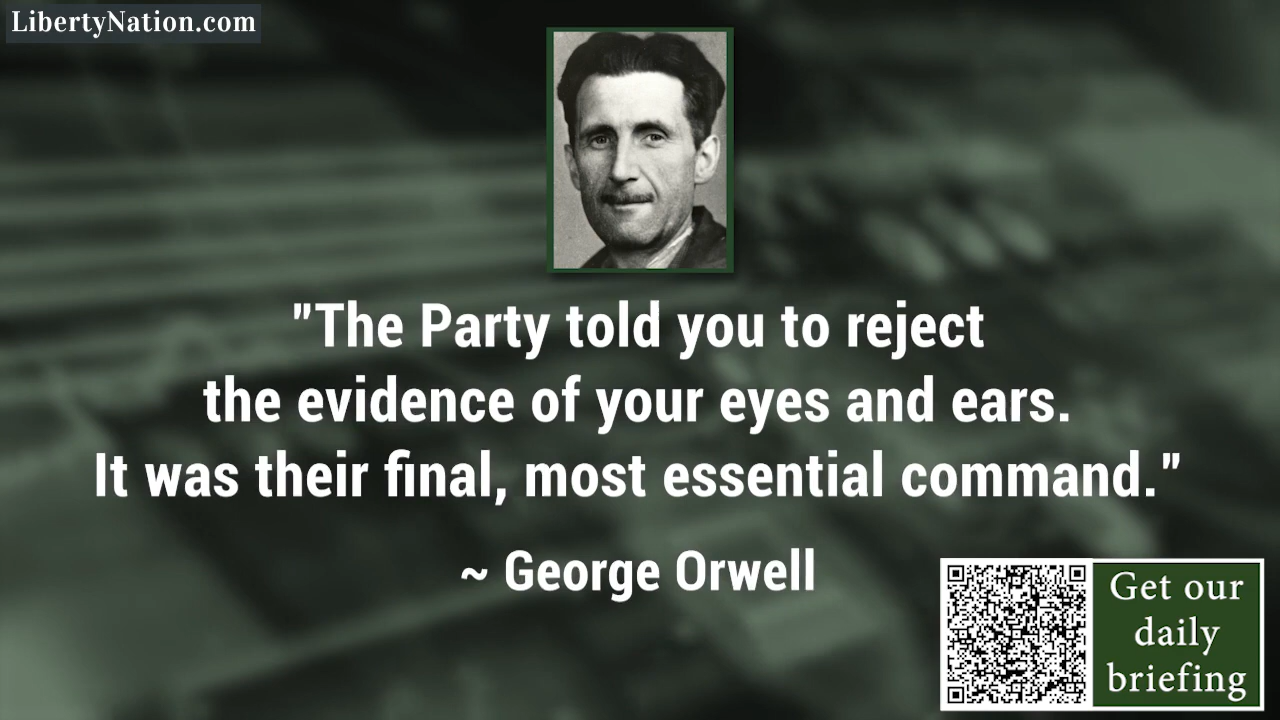 LibertyNation.com
"The Party told you to reject
the evidence of your eyes and ears.
It was their final, most essential command."
~ George Orwell
Get our
daily
briefing